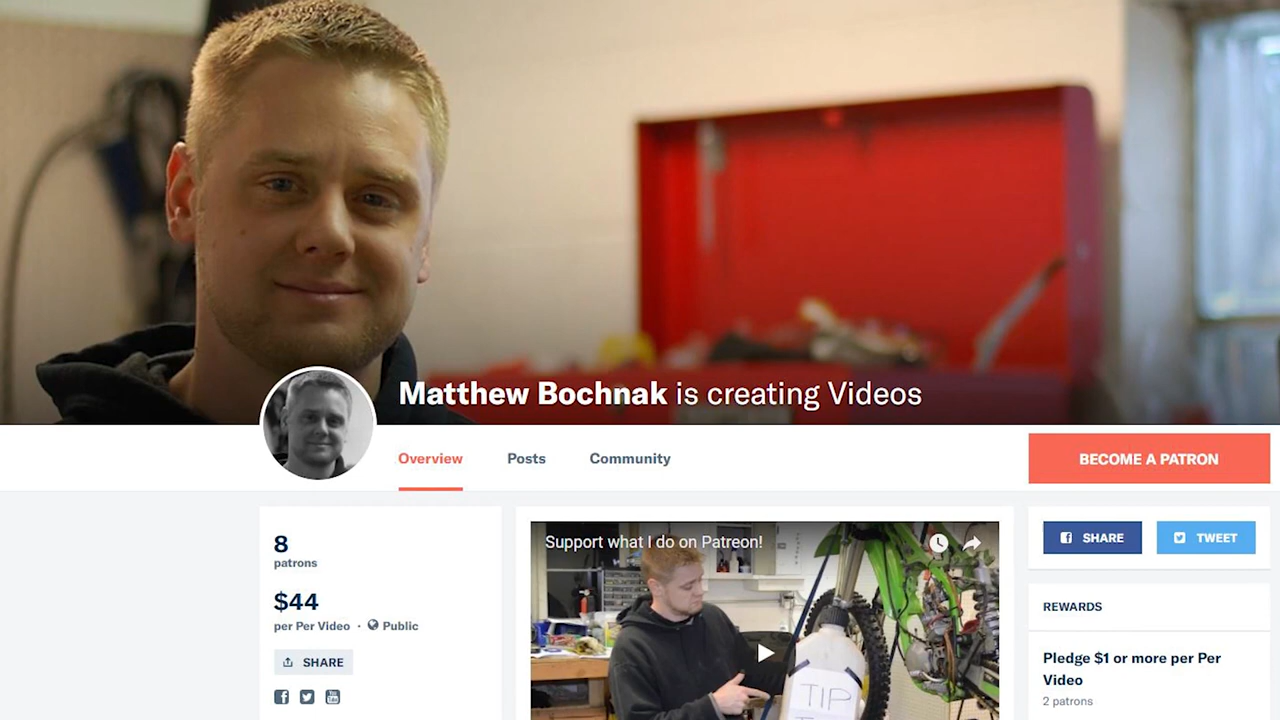 Matthew Bochnak is creating Videos
Overview
Posts
Community
BECOME A PATRON
8
patrons
$44
per Per Video · Public
SHARE
Support what I do on Patreon!
TIP
SHARE
TWEET
REWARDS
Pledge $1 or more per Per
Video
2 patrons